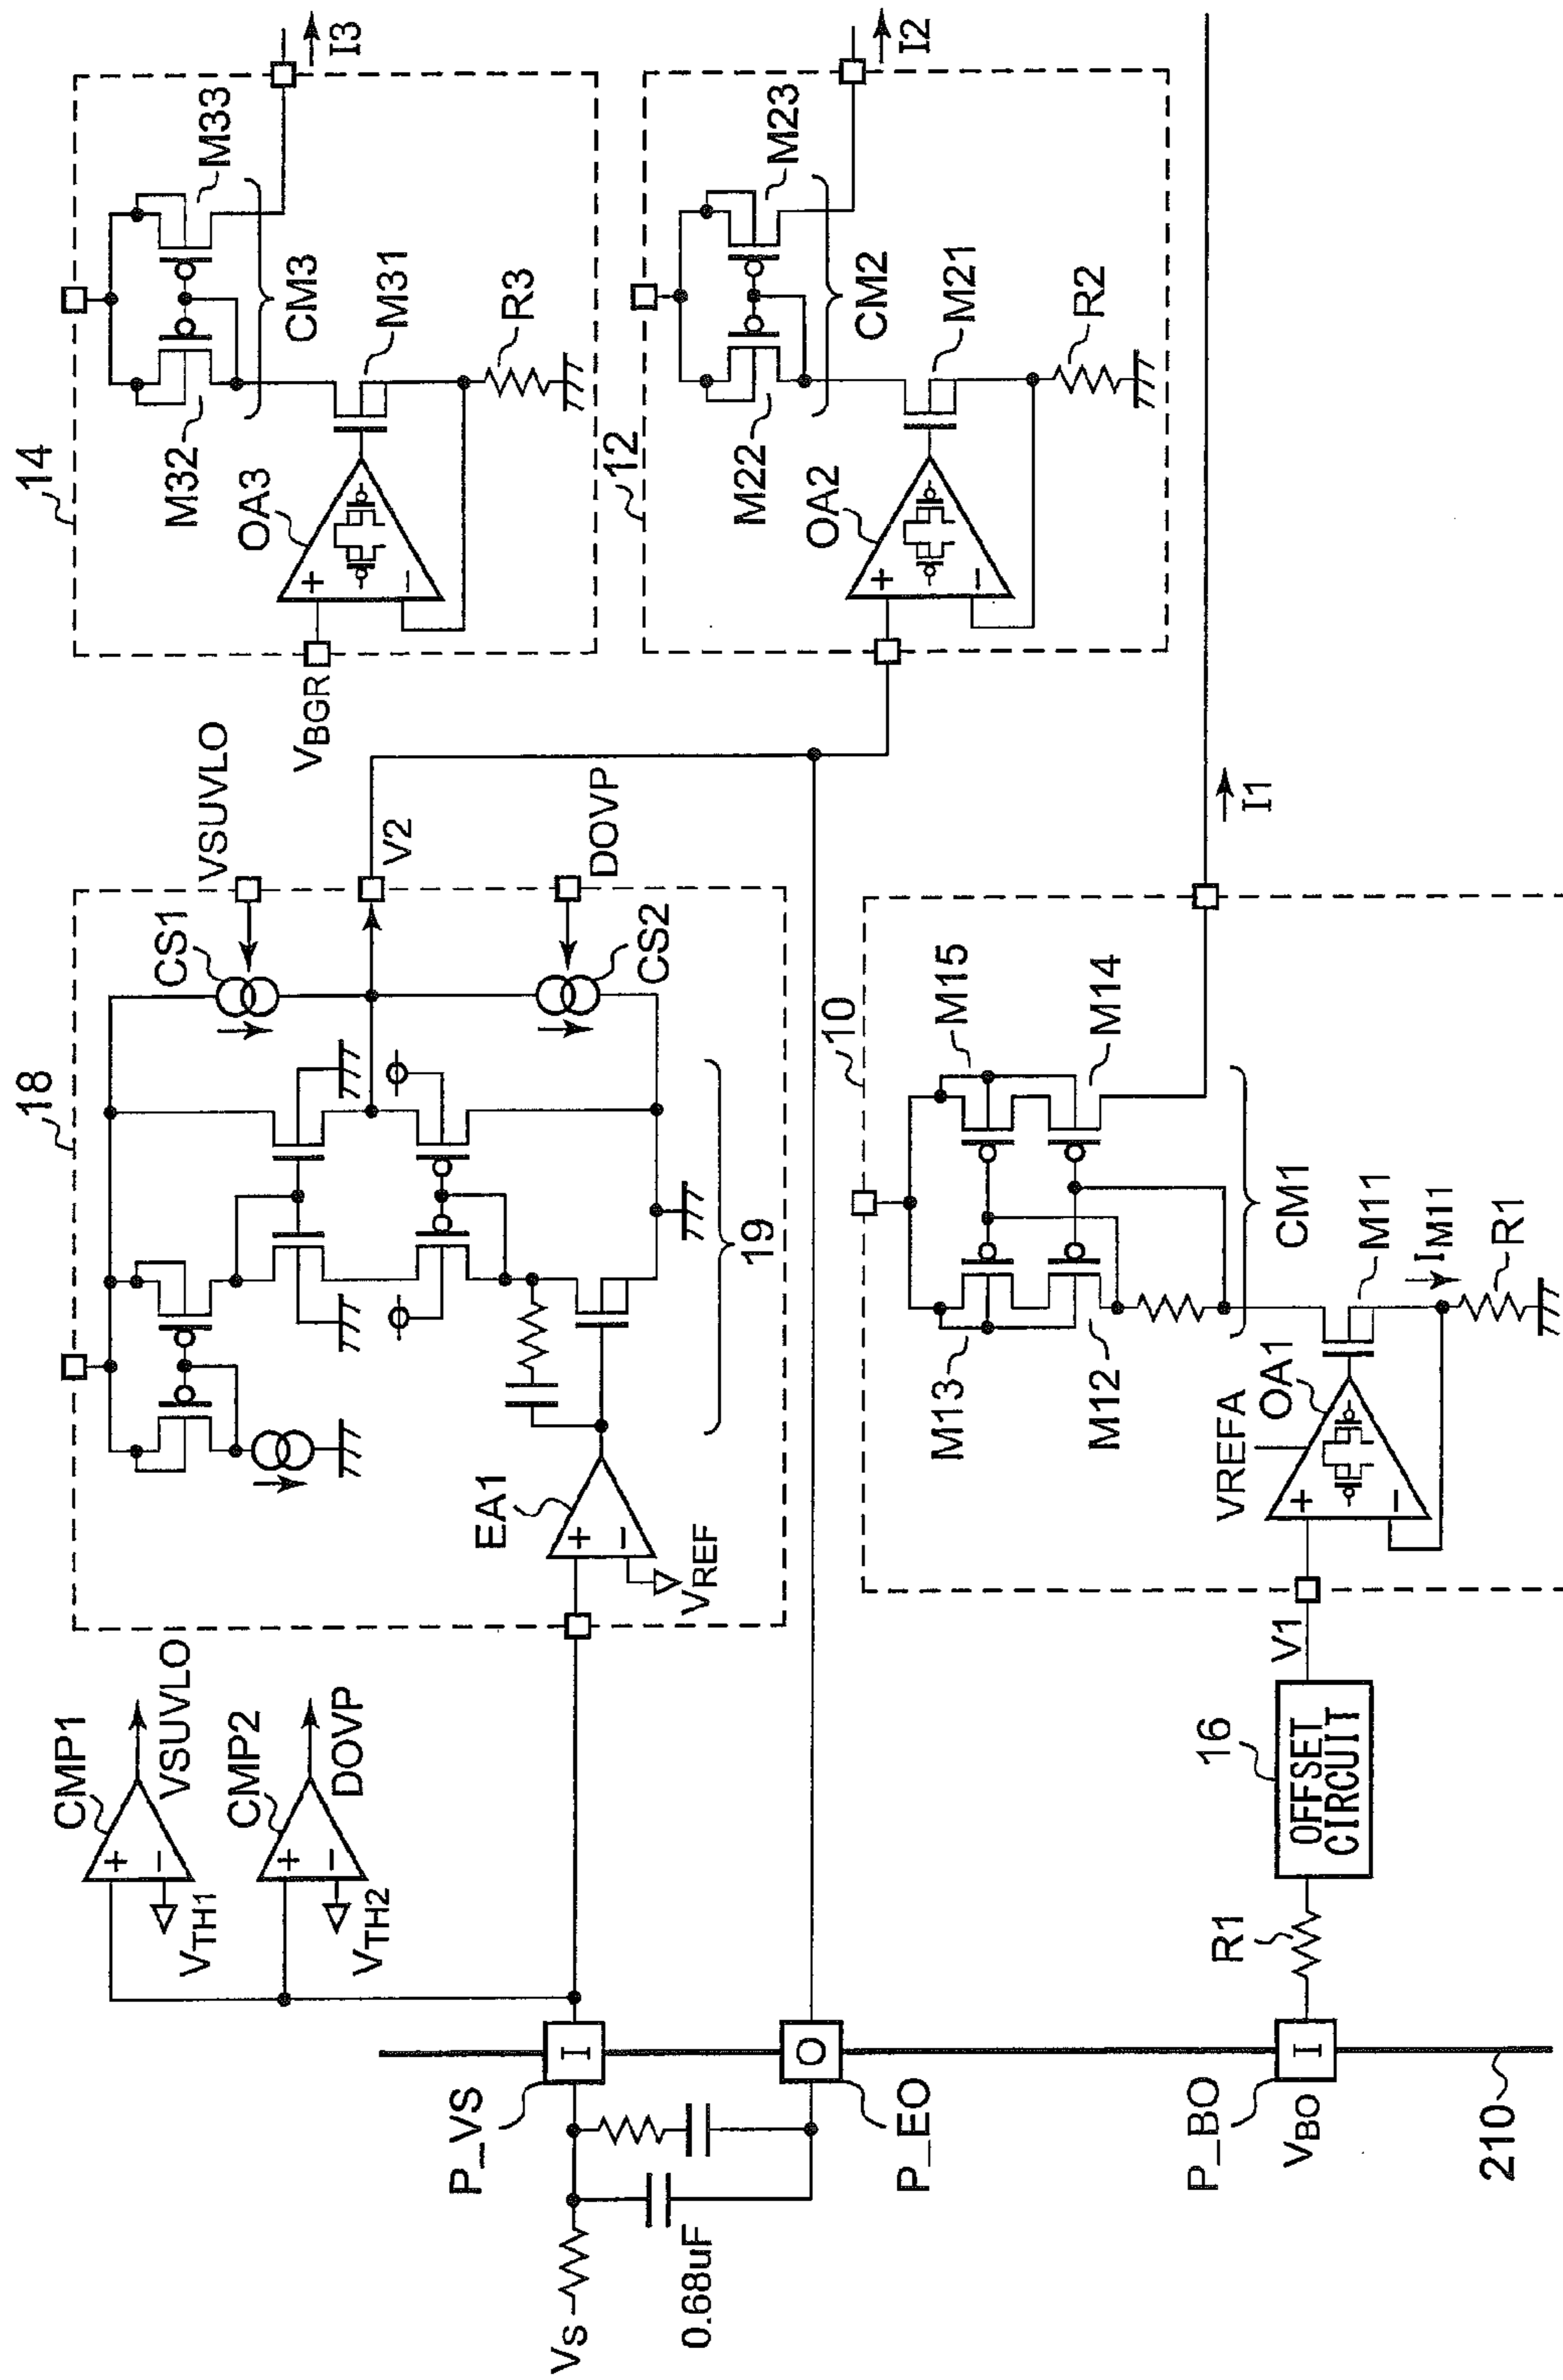 14
M32
M33
CM3
OA3
M31
R3
+
−
VBGR
I3
12
M22
M23
CM2
OA2
M21
R2
+
−
I2
18
CS1
VSUVLO
V2
DOVP
CS2
EA1
+
−
VREF
19
CMP1
+
−
VTH1
VSUVLO
CMP2
+
−
VTH2
DOVP
10
M15
M14
M13
M12
CM1
VREFA
OA1
+
−
M11
IM11
R1
I1
V1
16
OFFSET
CIRCUIT
R1
VS
0.68uF
P_VS
I
P_EO
O
P_BO
VBO
I
210